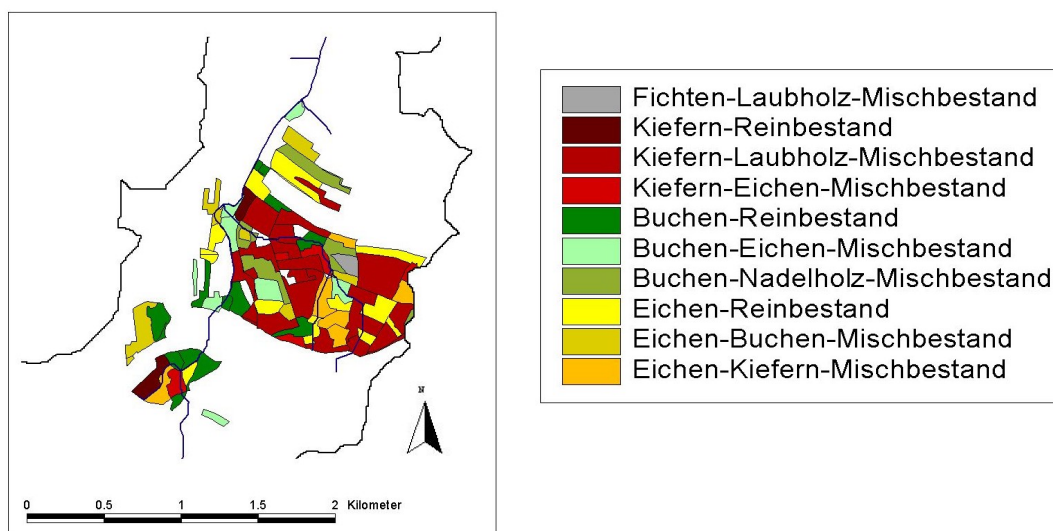 N
0 0.5 1 1.5 2 Kilometer
Fichten-Laubholz-Mischbestand
Kiefern-Reinbestand
Kiefern-Laubholz-Mischbestand
Kiefern-Eichen-Mischbestand
Buchen-Reinbestand
Buchen-Eichen-Mischbestand
Buchen-Nadelholz-Mischbestand
Eichen-Reinbestand
Eichen-Buchen-Mischbestand
Eichen-Kiefern-Mischbestand